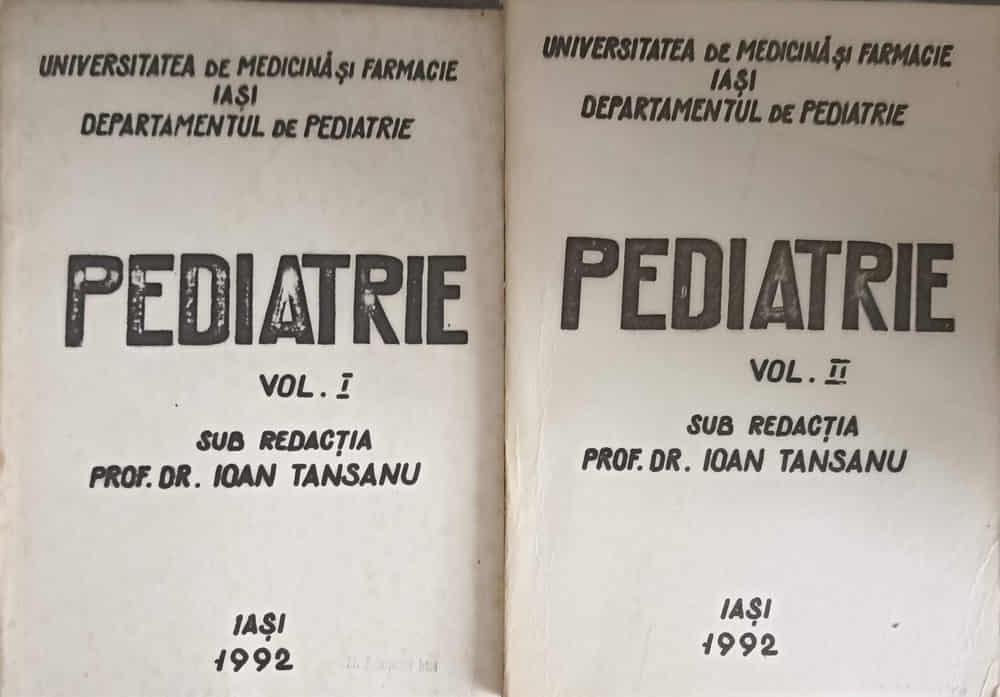 UNIVERSITATEA DE MEDICINĂ ȘI FARMACIE
IAȘI
DEPARTAMENTUL DE PEDIATRIE
PEDIATRIE
VOL. I
SUB REDACȚIA
PROF. DR. IOAN TANSANU
IAȘI
1992
UNIVERSITATEA DE MEDICINĂ ȘI FARMACIE
IAȘI
DEPARTAMENTUL DE PEDIATRIE
PEDIATRIE
VOL. II
SUB REDACȚIA
PROF. DR. IOAN TANSANU
IAȘI
1992